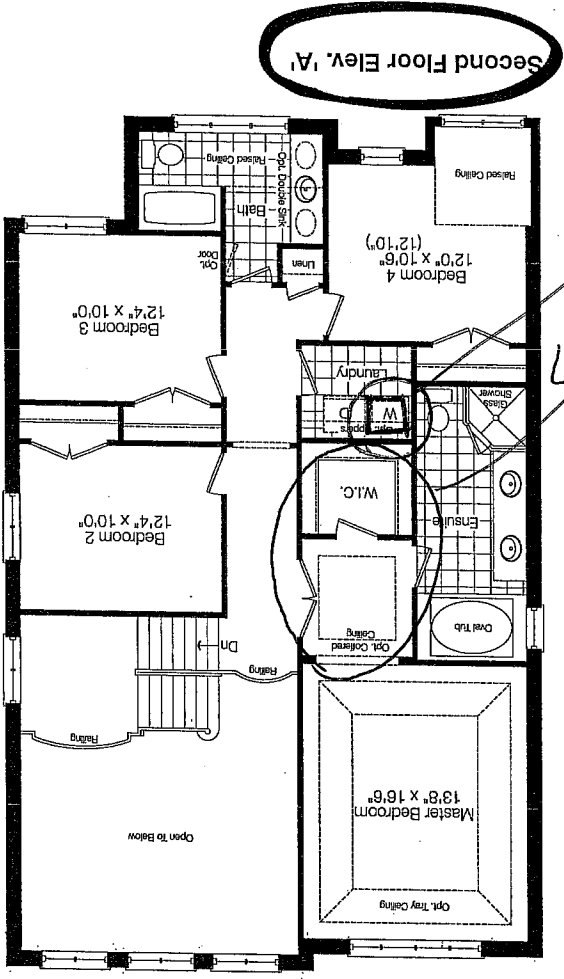 Opt. Tray Ceiling
Master Bedroom
13'8" x 16'6"
Open To Below
Railing
Railing
Dn
Opt. Coffered
Ceiling
Oval Tub
Ensuite
W.I.C.
Bedroom 2
12'4" x 10'0"
Glass
Shower
W
D
Laundry
Bedroom 3
12'4" x 10'0"
Bedroom 4
12'0" x 10'6"
(12'10")
Linen
Opt.
Door
Bath
Opt. Double Sink
Raised Ceiling
Raised Ceiling
Second Floor Elev. 'A'